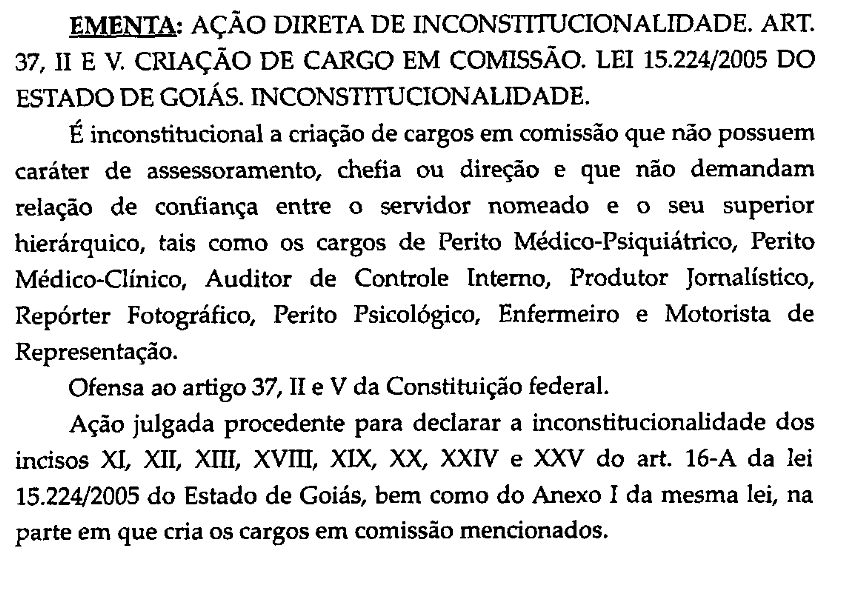 EMENTA: AÇÃO DIRETA DE INCONSTITUCIONALIDADE. ART.
37, II E V. CRIAÇÃO DE CARGO EM COMISSÃO. LEI 15.224/2005 DO
ESTADO DE GOIÁS. INCONSTITUCIONALIDADE.
É inconstitucional a criação de cargos em comissão que não possuem
caráter de assessoramento, chefia ou direção e que não demandam
relação de confiança entre o servidor nomeado e o seu superior
hierárquico, tais como os cargos de Perito Médico-Psiquiátrico, Perito
Médico-Clínico, Auditor de Controle Interno, Produtor Jornalístico,
Repórter Fotográfico, Perito Psicológico, Enfermeiro e Motorista de
Representação.
Ofensa ao artigo 37, II e V da Constituição federal.
Ação julgada procedente para declarar a inconstitucionalidade dos
incisos XI, XII, XIII, XVIII, XIX, XX, XXIV e XXV do art. 16-A da lei
15.224/2005 do Estado de Goiás, bem como do Anexo I da mesma lei, na
parte em que cria os cargos em comissão mencionados.